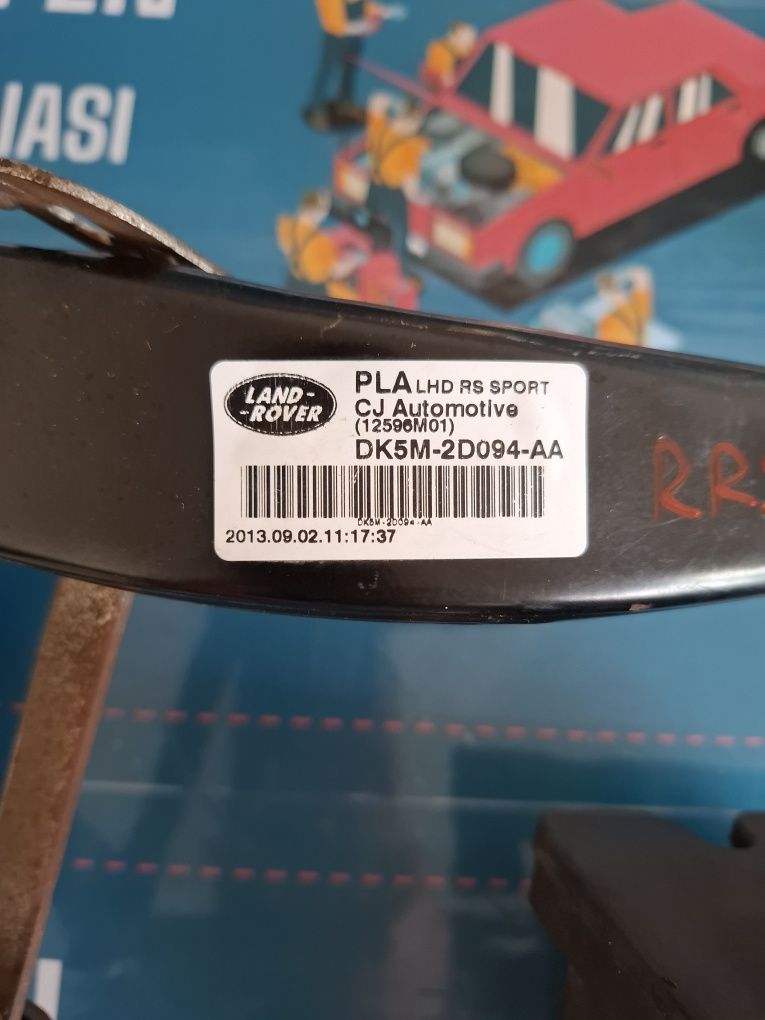 IASI
LAND-
-ROVER
PLA LHD RS SPORT
CJ Automotive
(12596M01)
DK5M-2D094-AA
DK5M-2D094-AA
2013.09.02.11:17:37